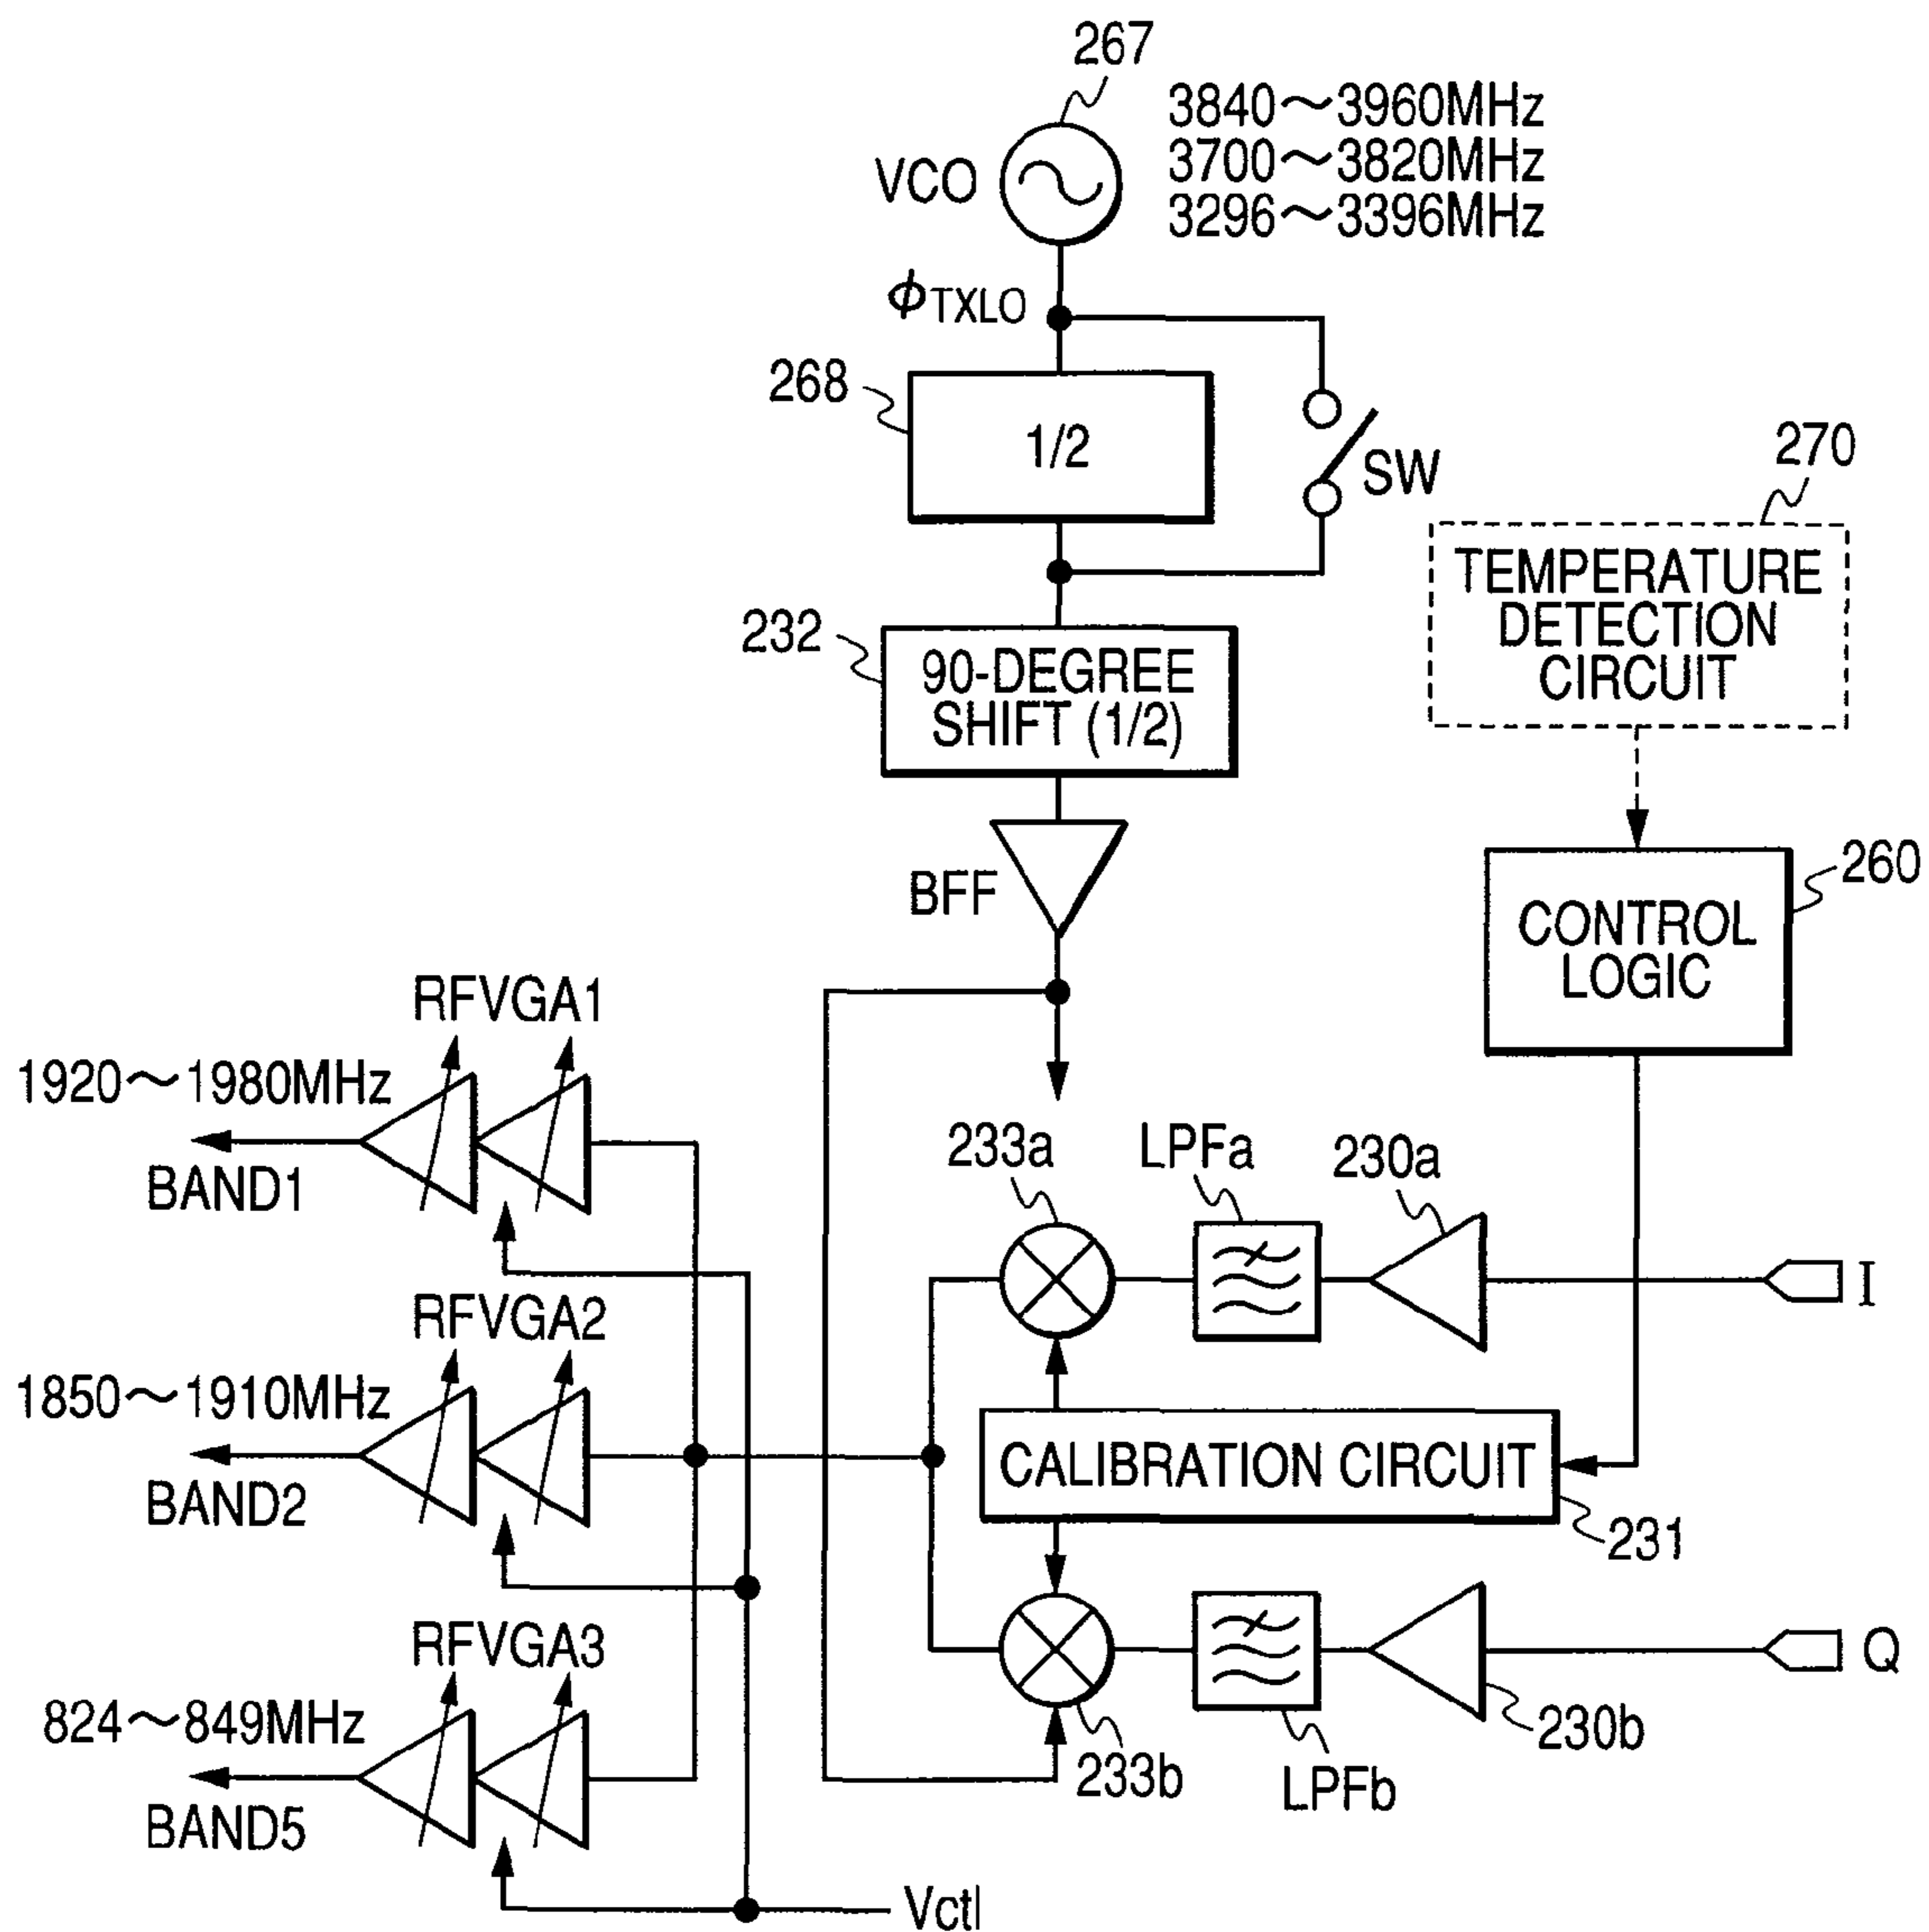 267
3840~3960MHz
3700~3820MHz
3296~3396MHz
VCO
ϕTXLO
268
1/2
SW
270
TEMPERATURE
DETECTION
CIRCUIT
232
90-DEGREE
SHIFT (1/2)
260
CONTROL
LOGIC
BFF
RFVGA1
1920~1980MHz
BAND1
233a
LPFa
230a
I
RFVGA2
1850~1910MHz
BAND2
CALIBRATION CIRCUIT
231
RFVGA3
824~849MHz
BAND5
Q
233b
LPFb
230b
Vctl